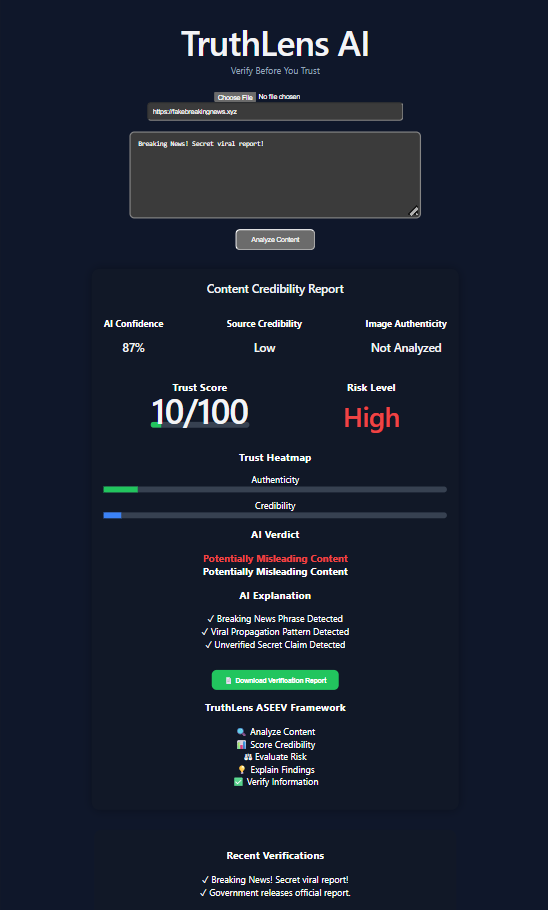 TruthLens AI
Verify Before You Trust
Choose File No file chosen
https://fakebreakingnews.xyz
Breaking News! Secret viral report!
Analyze Content
Content Credibility Report
AI Confidence Source Credibility Image Authenticity
87% Low Not Analyzed
Trust Score Risk Level
10/100 High
Trust Heatmap
Authenticity
Credibility
AI Verdict
Potentially Misleading Content
Potentially Misleading Content
AI Explanation
✓ Breaking News Phrase Detected
✓ Viral Propagation Pattern Detected
✓ Unverified Secret Claim Detected
📄 Download Verification Report
TruthLens ASEEV Framework
🔍 Analyze Content
📊 Score Credibility
⚖️ Evaluate Risk
💡 Explain Findings
✅ Verify Information
Recent Verifications
✓ Breaking News! Secret viral report!
✓ Government releases official report.